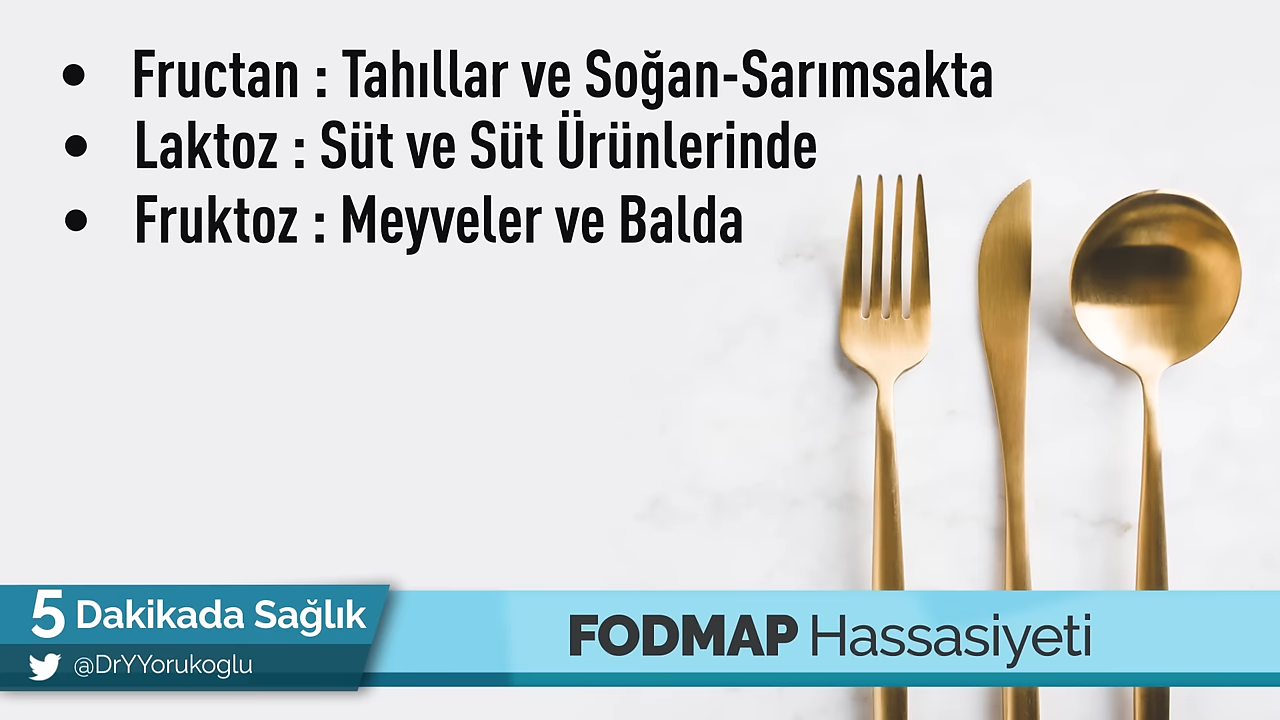 • Fructan : Tahıllar ve Soğan-Sarımsakta
• Laktoz : Süt ve Süt Ürünlerinde
• Fruktoz : Meyveler ve Balda
5 Dakikada Sağlık
@DrYYorukoglu
FODMAP Hassasiyeti